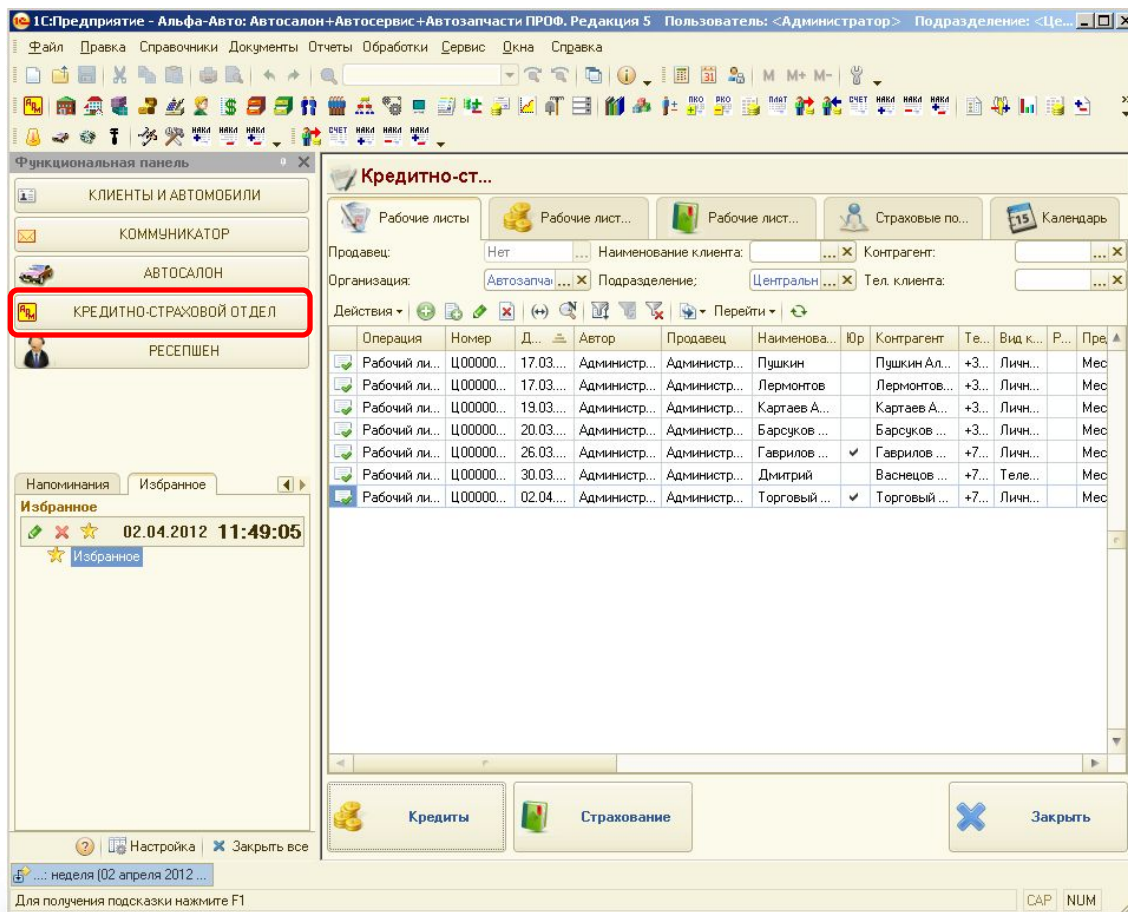 1С:Предприятие - Альфа-Авто: Автосалон+Автосервис+Автозапчасти ПРОФ. Редакция 5 Пользователь: <Администратор> Подразделение: <Це...
Файл Правка Справочники Документы Отчеты Обработки Сервис Окна Справка
M M+ M-
Функциональная панель
КЛИЕНТЫ И АВТОМОБИЛИ
КОММУНИКАТОР
АВТОСАЛОН
КРЕДИТНО-СТРАХОВОЙ ОТДЕЛ
РЕСЕПШЕН
Напоминания Избранное
Избранное
02.04.2012 11:49:05
Избранное
Настройка Закрыть все
Кредитно-ст...
Рабочие листы Рабочие лист... Рабочие лист... Страховые по... 15 Календарь
Продавец: Нет ... Наименование клиента: ... Контрагент: ...
Организация: Автозапча ... Подразделение; Центральн ... Тел. клиента: ...
Действия Перейти
Операция Номер Д... Автор Продавец Наименова... Юр Контрагент Те... Вид к... Р... Пре
Рабочий ли... Ц00000... 17.03.... Администр... Администр... Пушкин Пушкин Ал... +3... Личн... Мес
Рабочий ли... Ц00000... 17.03.... Администр... Администр... Лермонтов Лермонтов... +3... Личн... Мес
Рабочий ли... Ц00000... 19.03.... Администр... Администр... Картаев А... Картаев А... +3... Личн... Мес
Рабочий ли... Ц00000... 20.03.... Администр... Администр... Барсуков ... Барсуков ... +3... Личн... Мес
Рабочий ли... Ц00000... 26.03.... Администр... Администр... Гаврилов ... Гаврилов ... +7... Личн... Мес
Рабочий ли... Ц00000... 30.03.... Администр... Администр... Дмитрий Васнецов ... +7... Теле... Мес
Рабочий ли... Ц00000... 02.04.... Администр... Администр... Торговый ... Торговый ... +7... Личн... Мес
Кредиты Страхование Закрыть
...: неделя (02 апреля 2012 ...
Для получения подсказки нажмите F1 CAP NUM